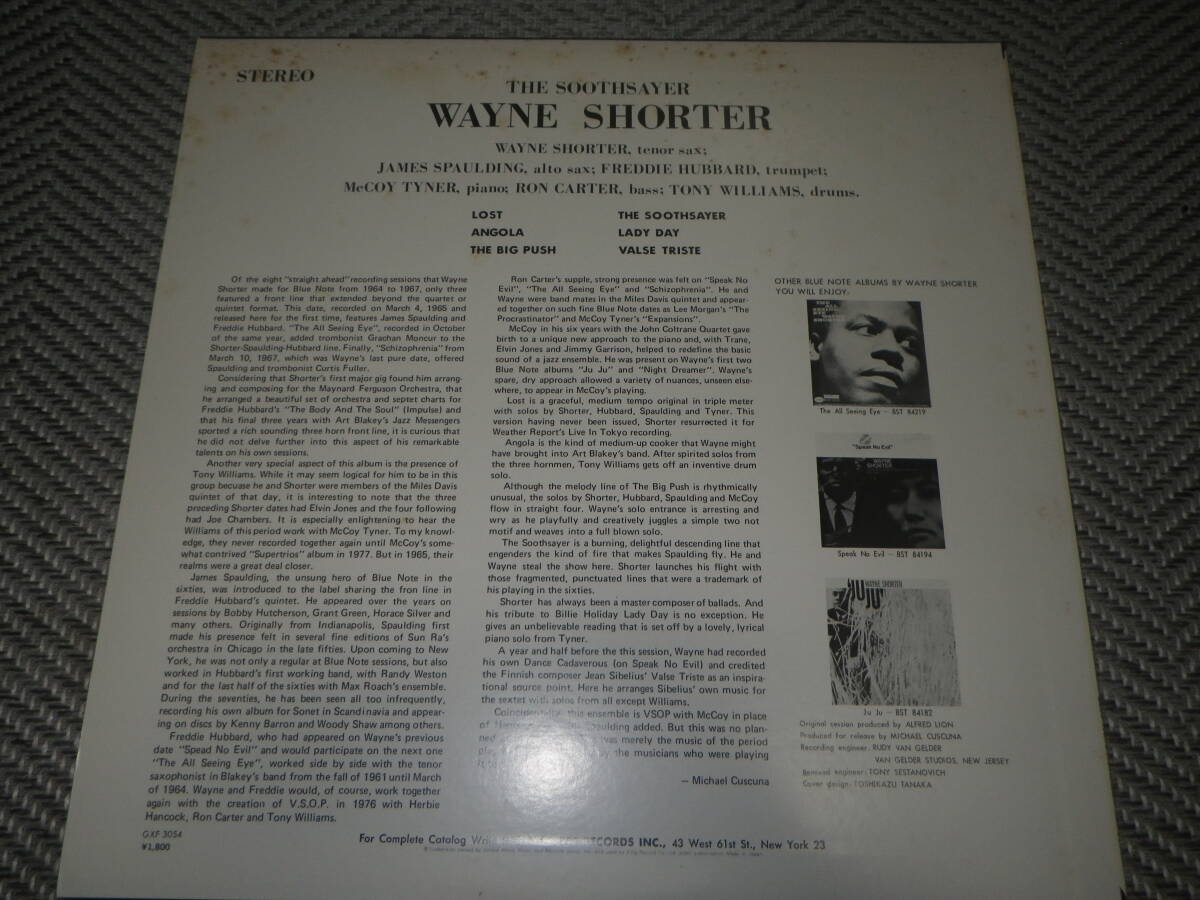 STEREO
THE SOOTHSAYER
WAYNE SHORTER
WAYNE SHORTER, tenor sax;
JAMES SPAULDING, alto sax; FREDDIE HUBBARD, trumpet;
McCOY TYNER, piano; RON CARTER, bass; TONY WILLIAMS, drums.
LOST
ANGOLA
THE BIG PUSH
THE SOOTHSAYER
LADY DAY
VALSE TRISTE
Of the eight "straight ahead" recording sessions that Wayne
Shorter made for Blue Note from 1964 to 1967, only three
featured a front line that extended beyond the quartet or
quintet format. This date, recorded on March 4, 1965 and
released here for the first time, features James Spaulding and
Freddie Hubbard. "The All Seeing Eye", recorded in October
of the same year, added trombonist Grachan Moncur to the
Shorter-Spaulding-Hubbard line. Finally, "Schizophrenia" from
March 10, 1967, which was Wayne's last pure date, offered
Spaulding and trombonist Curtis Fuller.
Considering that Shorter's first major gig found him arrang-
ing and composing for the Maynard Ferguson Orchestra, that
he arranged a beautiful set of orchestra and septet charts for
Freddie Hubbard's "The Body And The Soul" (Impulse) and
that his final three years with Art Blakey's Jazz Messengers
sported a rich sounding three horn front line, it is curious that
he did not delve further into this aspect of his remarkable
talents on his own sessions.
Another very special aspect of this album is the presence of
Tony Williams. While it may seem logical for him to be in this
group becuase he and Shorter were members of the Miles Davis
quintet of that day, it is interesting to note that the three
preceding Shorter dates had Elvin Jones and the four following
had Joe Chambers. It is especially enlightening to hear the
Williams of this period work with McCoy Tyner. To my knowl-
edge, they never recorded together again until McCoy's some-
what contrived "Supertrios" album in 1977. But in 1965, their
realms were a great deal closer.
James Spaulding, the unsung hero of Blue Note in the
sixties, was introduced to the label sharing the fron line in
Freddie Hubbard's quintet. He appeared over the years on
sessions by Bobby Hutcherson, Grant Green, Horace Silver and
many others. Originally from Indianapolis, Spaulding first
made his presence felt in several fine editions of Sun Ra's
orchestra in Chicago in the late fifties. Upon coming to New
York, he was not only a regular at Blue Note sessions, but also
worked in Hubbard's first working band, with Randy Weston
and for the last half of the sixties with Max Roach's ensemble.
During the seventies, he has been seen all too infrequently,
recording his own album for Sonet in Scandinavia and appear-
ing on discs by Kenny Barron and Woody Shaw among others.
Freddie Hubbard, who had appeared on Wayne's previous
date "Spead No Evil" and would participate on the next one
"The All Seeing Eye", worked side by side with the tenor
saxophonist in Blakey's band from the fall of 1961 until March
of 1964. Wayne and Freddie would, of course, work together
again with the creation of V.S.O.P. in 1976 with Herbie
Hancock, Ron Carter and Tony Williams.
Ron Carter's supple, strong presence was felt on "Speak No
Evil", "The All Seeing Eye" and "Schizophrenia". He and
Wayne were band mates in the Miles Davis quintet and appear-
ed together on such fine Blue Note dates as Lee Morgan's "The
Procrastinator" and McCoy Tyner's "Expansions".
McCoy in his six years with the John Coltrane Quartet gave
birth to a unique new approach to the piano and, with Trane,
Elvin Jones and Jimmy Garrison, helped to redefine the basic
sound of a jazz ensemble. He was present on Wayne's first two
Blue Note albums "Ju Ju" and "Night Dreamer". Wayne's
spare, dry approach allowed a variety of nuances, unseen else-
where, to appear in McCoy's playing.
Lost is a graceful, medium tempo original in triple meter
with solos by Shorter, Hubbard, Spaulding and Tyner. This
version having never been issued, Shorter resurrected it for
Weather Report's Live In Tokyo recording.
Angola is the kind of medium-up cooker that Wayne might
have brought into Art Blakey's band. After spirited solos from
the three hornmen, Tony Williams gets off an inventive drum
solo.
Although the melody line of The Big Push is rhythmically
unusual, the solos by Shorter, Hubbard, Spaulding and McCoy
flow in straight four. Wayne's solo entrance is arresting and
wry as he playfully and creatively juggles a simple two not
motif and weaves into a full blown solo.
The Soothsayer is a burning, delightful descending line that
engenders the kind of fire that makes Spaulding fly. He and
Wayne steal the show here. Shorter launches his flight with
those fragmented, punctuated lines that were a trademark of
his playing in the sixties.
Shorter has always been a master composer of ballads. And
his tribute to Billie Holiday Lady Day is no exception. He
gives an unbelievable reading that is set off by a lovely, lyrical
piano solo from Tyner.
A year and half before the this session, Wayne had recorded
his own Dance Cadaverous (on Speak No Evil) and credited
the Finnish composer Jean Sibelius' Valse Triste as an inspira-
tional source point. Here he arranges Sibelius' own music for
the sextet with solos from all except Williams.
Coincidentally, this ensemble is VSOP with McCoy in place
of Spaulding added. But this was no plan-
was merely the music of the period
the musicians who were playing
— Michael Cuscuna
OTHER BLUE NOTE ALBUMS BY WAYNE SHORTER
YOU WILL ENJOY:
The All Seeing Eye — BST 84219
"Speak No Evil"
WAYNE
SHORTER
Speak No Evil — BST 84194
JUJU WAYNE SHORTER
Ju Ju — BST 84182
Original session produced by ALFRED LION
Produced for release by MICHAEL CUSCUNA
Recording engineer: RUDY VAN GELDER
VAN GELDER STUDIOS, NEW JERSEY
Remixed engineer: TONY SESTANOVICH
Cover design: TOSHIKAZU TANAKA
GXF 3054
¥1,800
For Complete Catalog RECORDS INC., 43 West 61st St., New York 23